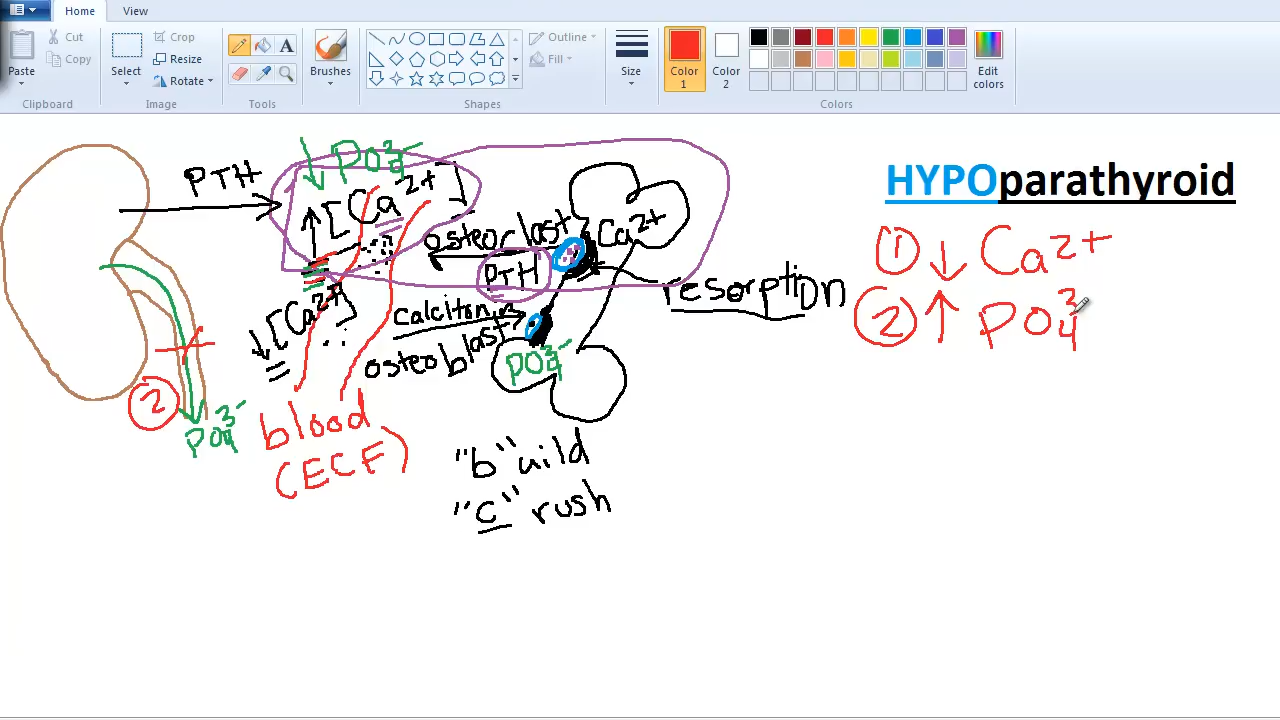 Home View
Cut
Copy
Paste
Clipboard
Select
Crop
Resize
Rotate
Image
A
Tools
Brushes
Shapes
Outline
Fill
Size
Color 1
Color 2
Colors
Edit colors
↓ PO4 3-
PTH
↑ [Ca 2+]
osteoclast
Ca2+
PTH
resorption
↓ [Ca2+]
calcitonin
osteoblast
PO4 3-
② PO4 3-
blood
(ECF)
"b"uild
"c"rush
HYPOparathyroid
① ↓ Ca2+
② ↑ PO4 3